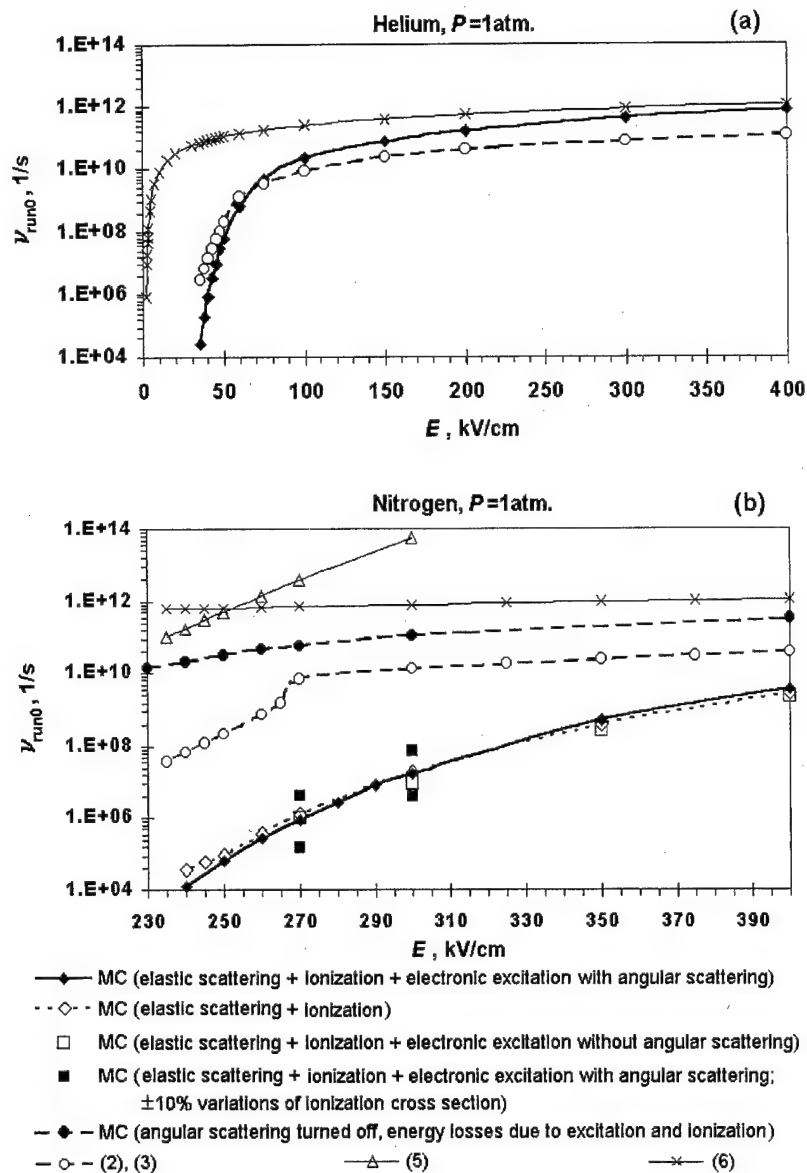 Helium, P=1atm.
(a)
1.E+14
1.E+12
1.E+10
1.E+08
1.E+06
1.E+04
νrun0, 1/s
0 50 100 150 200 250 300 350 400
E , kV/cm
Nitrogen, P=1atm.
(b)
1.E+14
1.E+12
1.E+10
1.E+08
1.E+06
1.E+04
νrun0, 1/s
230 250 270 290 310 330 350 370 390
E , kV/cm
MC (elastic scattering + ionization + electronic excitation with angular scattering)
MC (elastic scattering + ionization)
MC (elastic scattering + ionization + electronic excitation without angular scattering)
MC (elastic scattering + ionization + electronic excitation with angular scattering;
±10% variations of ionization cross section)
MC (angular scattering turned off, energy losses due to excitation and ionization)
(2), (3) (5) (6)